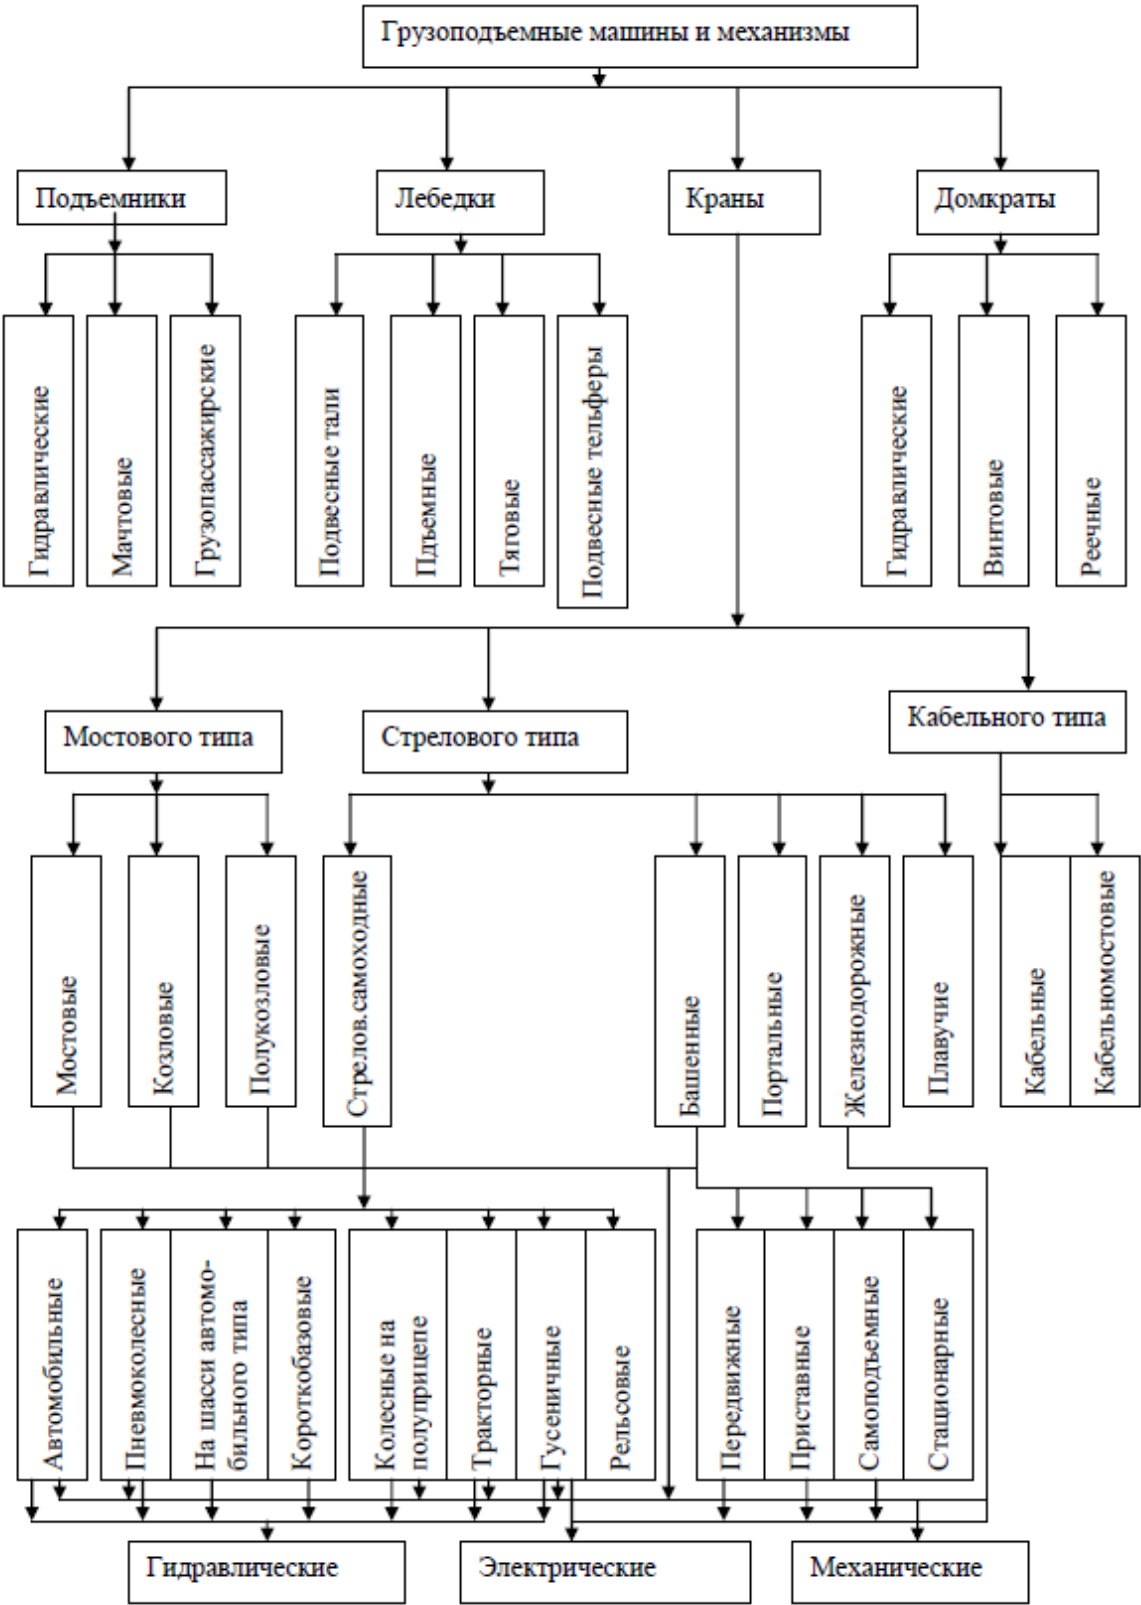 Грузоподъемные машины и механизмы
Подъемники
Лебедки
Краны
Домкраты
Гидравлические
Мачтовые
Грузопассажирские
Подвесные тали
Пдъемные
Тяговые
Подвесные тельферы
Гидравлические
Винтовые
Реечные
Мостового типа
Стрелового типа
Кабельного типа
Мостовые
Козловые
Полукозловые
Стрелов.самоходные
Башенные
Портальные
Железнодорожные
Плавучие
Кабельные
Кабельномостовые
Автомобильные
Пневмоколесные
На шасси автомо-
бильного типа
Короткобазовые
Колесные на
полуприцепе
Тракторные
Гусеничные
Рельсовые
Передвижные
Приставные
Самоподъемные
Стационарные
Гидравлические
Электрические
Механические